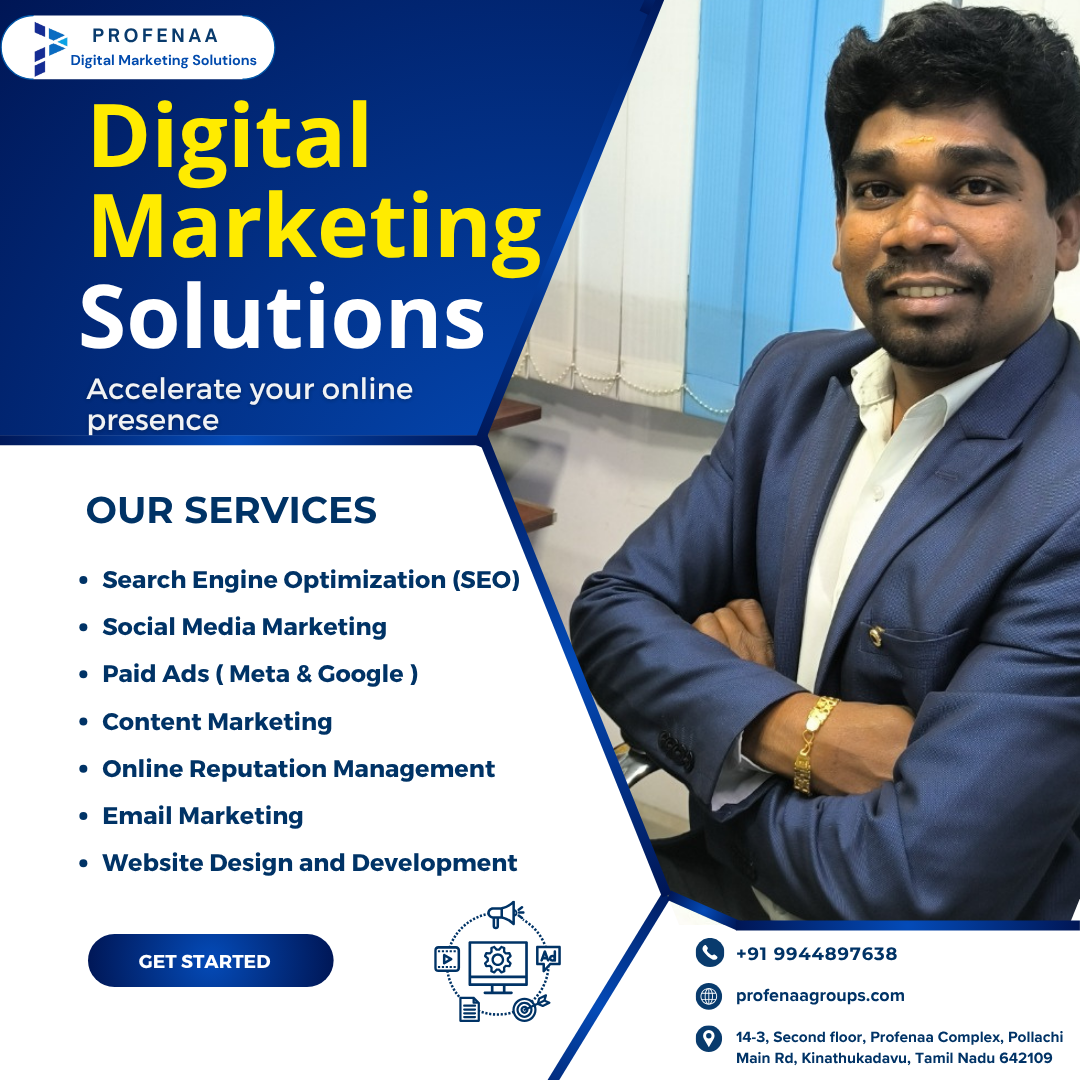 PROFENAA
Digital Marketing Solutions
Digital
Marketing
Solutions
Accelerate your online
presence
OUR SERVICES
• Search Engine Optimization (SEO)
• Social Media Marketing
• Paid Ads ( Meta & Google )
• Content Marketing
• Online Reputation Management
• Email Marketing
• Website Design and Development
GET STARTED
Ad
+91 9944897638
profenaagroups.com
14-3, Second floor, Profenaa Complex, Pollachi
Main Rd, Kinathukadavu, Tamil Nadu 642109